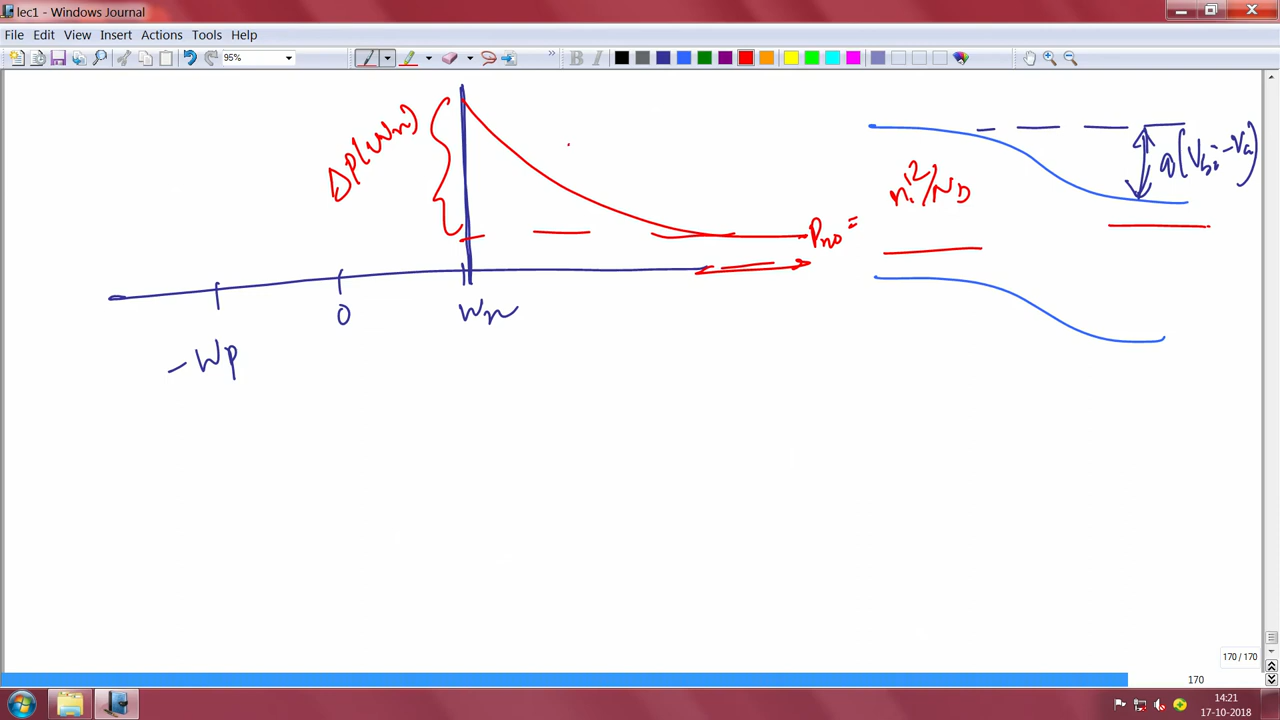 lec1 - Windows Journal
File Edit View Insert Actions Tools Help
95%
Δp(Wn)
q(Vbi - Va)
ni²/ND
Pno =
0
Wn
-Wp
170 / 170
170
14:21
17-10-2018